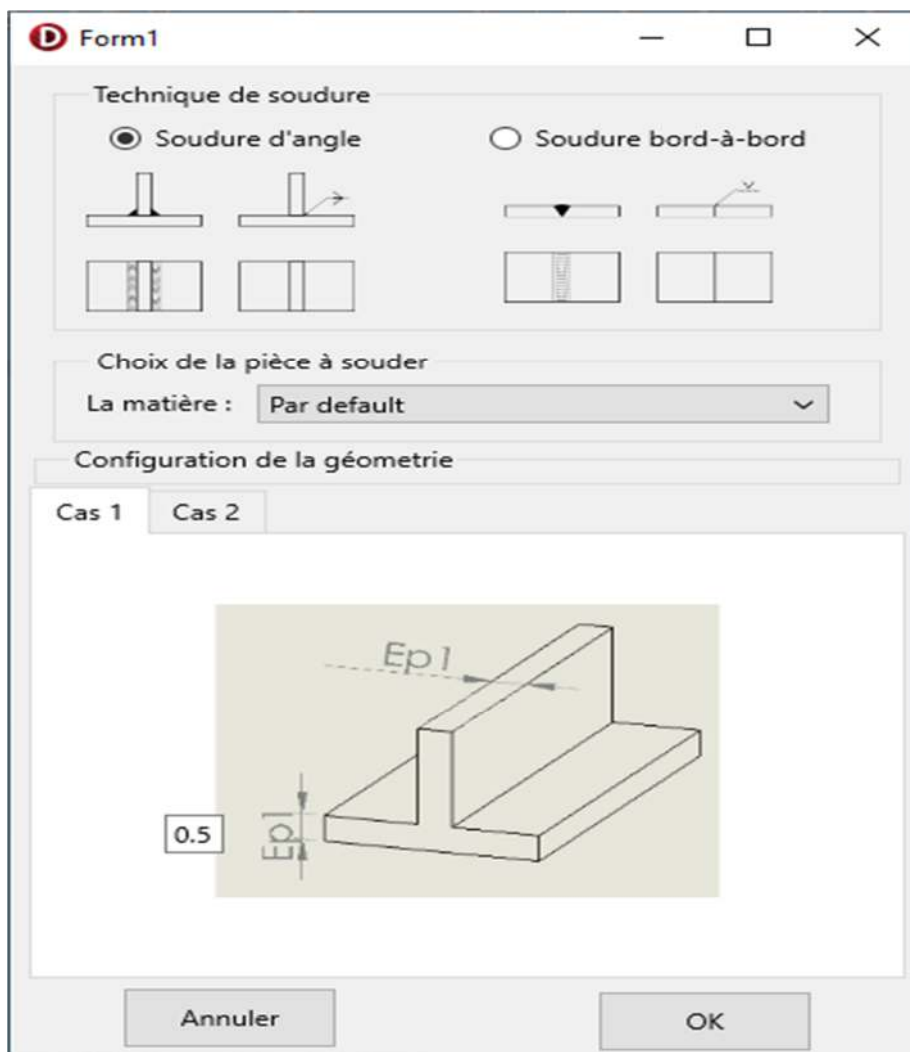 Form1
Technique de soudure
Soudure d'angle
Soudure bord-à-bord
Choix de la pièce à souder
La matière :
Par default
Configuration de la géometrie
Cas 1
Cas 2
Ep1
0.5
Ep1
Annuler
OK